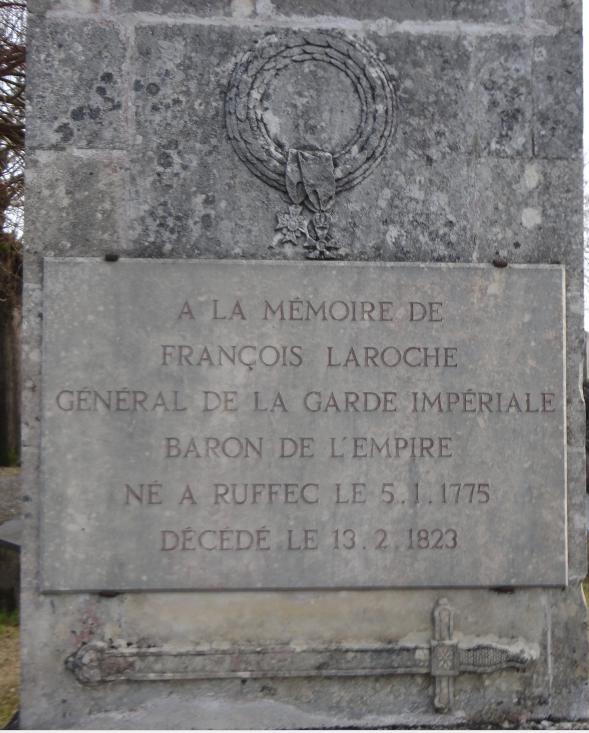 A LA MÉMOIRE DE
FRANÇOIS LAROCHE
GÉNÉRAL DE LA GARDE IMPÉRIALE
BARON DE L'EMPIRE
NÉ A RUFFEC LE 5.1.1775
DÉCÉDÉ LE 13.2.1823